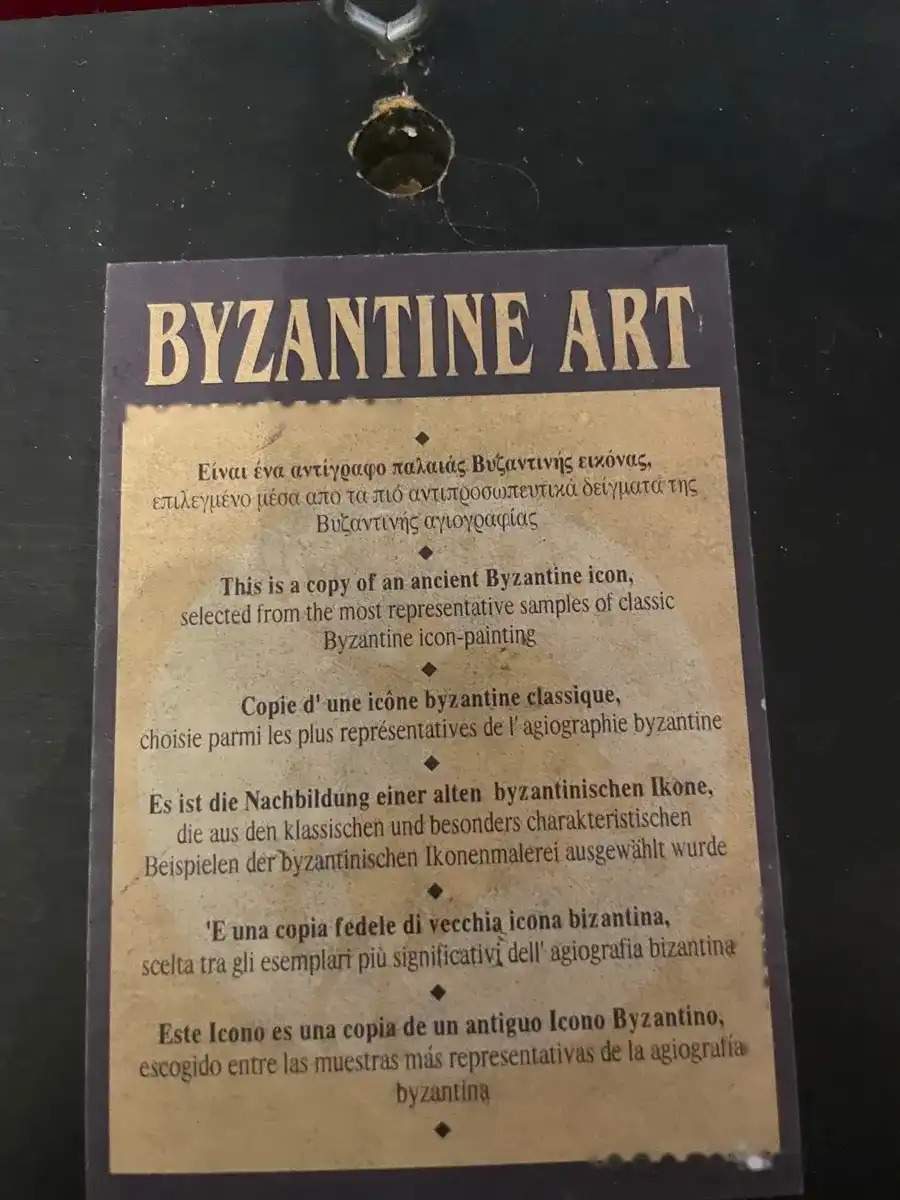 BYZANTINE ART
Είναι ένα αντίγραφο παλαιάς Βυζαντινής εικόνας,
επιλεγμένο μέσα απο τα πιό αντιπροσωπευτικά δείγματα της
Βυζαντινής αγιογραφίας
This is a copy of an ancient Byzantine icon,
selected from the most representative samples of classic
Byzantine icon-painting
Copie d' une icône byzantine classique,
choisie parmi les plus représentatives de l' agiographie byzantine
Es ist die Nachbildung einer alten byzantinischen Ikone,
die aus den klassischen und besonders charakteristischen
Beispielen der byzantinischen Ikonenmalerei ausgewählt wurde
'E una copia fedele di vecchia icona bizantina,
scelta tra gli esemplari più significativi dell' agiografia bizantina
Este Icono es una copia de un antiguo Icono Byzantino,
escogido entre las muestras más representativas de la agiografía
byzantina